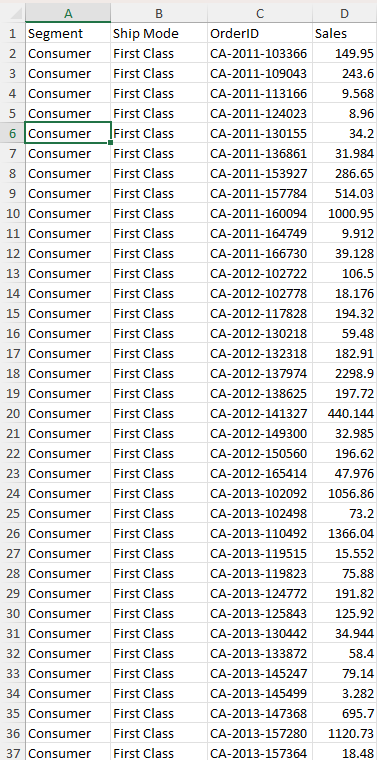 A B C D
1 Segment Ship Mode OrderID Sales
2 Consumer First Class CA-2011-103366 149.95
3 Consumer First Class CA-2011-109043 243.6
4 Consumer First Class CA-2011-113166 9.568
5 Consumer First Class CA-2011-124023 8.96
6 Consumer First Class CA-2011-130155 34.2
7 Consumer First Class CA-2011-136861 31.984
8 Consumer First Class CA-2011-153927 286.65
9 Consumer First Class CA-2011-157784 514.03
10 Consumer First Class CA-2011-160094 1000.95
11 Consumer First Class CA-2011-164749 9.912
12 Consumer First Class CA-2011-166730 39.128
13 Consumer First Class CA-2012-102722 106.5
14 Consumer First Class CA-2012-102778 18.176
15 Consumer First Class CA-2012-117828 194.32
16 Consumer First Class CA-2012-130218 59.48
17 Consumer First Class CA-2012-132318 182.91
18 Consumer First Class CA-2012-137974 2298.9
19 Consumer First Class CA-2012-138625 197.72
20 Consumer First Class CA-2012-141327 440.144
21 Consumer First Class CA-2012-149300 32.985
22 Consumer First Class CA-2012-150560 196.62
23 Consumer First Class CA-2012-165414 47.976
24 Consumer First Class CA-2013-102092 1056.86
25 Consumer First Class CA-2013-102498 73.2
26 Consumer First Class CA-2013-110492 1366.04
27 Consumer First Class CA-2013-119515 15.552
28 Consumer First Class CA-2013-119823 75.88
29 Consumer First Class CA-2013-124772 191.82
30 Consumer First Class CA-2013-125843 125.92
31 Consumer First Class CA-2013-130442 34.944
32 Consumer First Class CA-2013-133872 58.4
33 Consumer First Class CA-2013-145247 79.14
34 Consumer First Class CA-2013-145499 3.282
35 Consumer First Class CA-2013-147368 695.7
36 Consumer First Class CA-2013-157280 1120.73
37 Consumer First Class CA-2013-157364 18.48